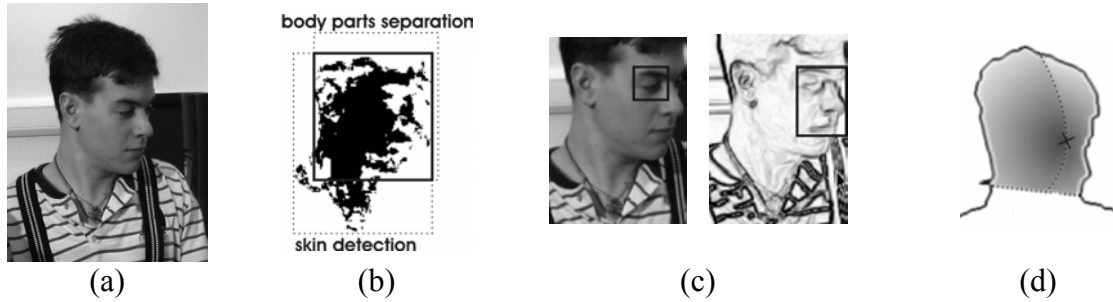 body parts separation
skin detection
(a)
(b)
(c)
(d)